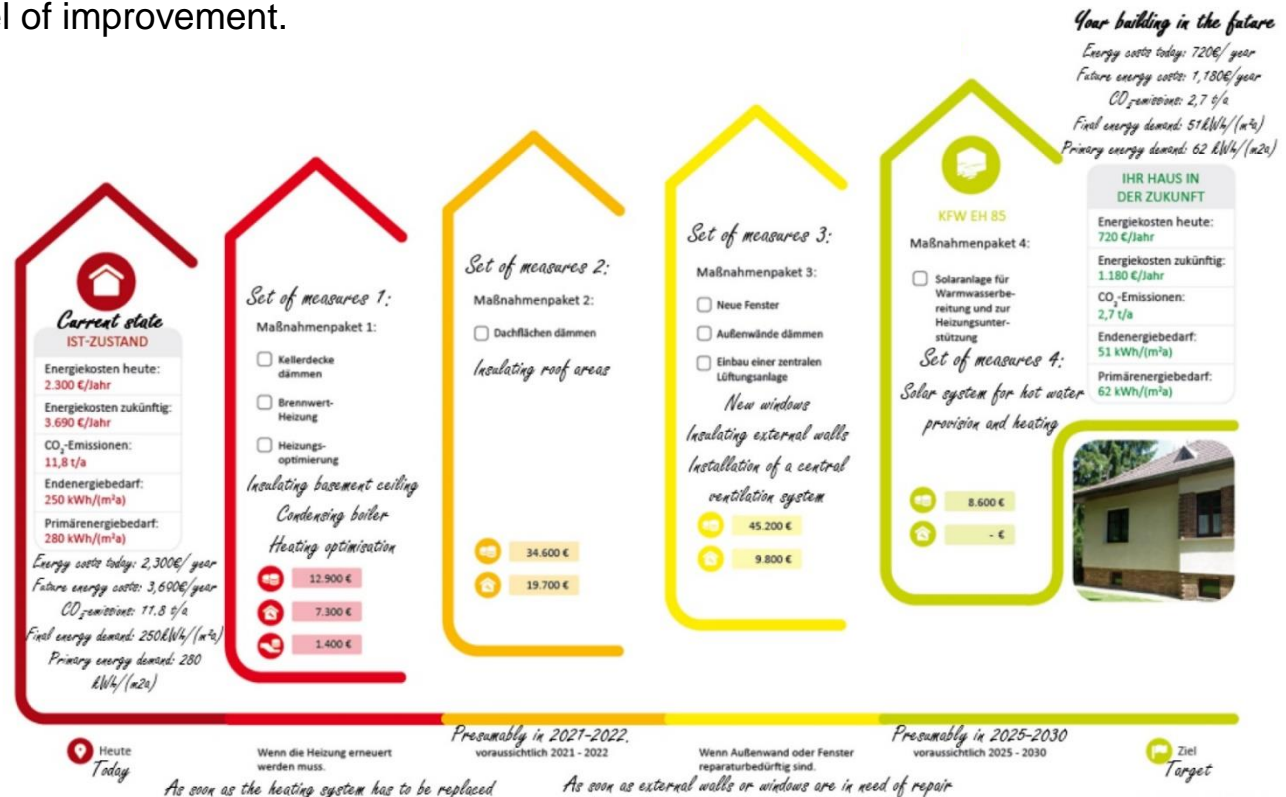 el of improvement.
Your building in the future
Energy costs today: 720€/ year
Future energy costs: 1,180€/year
CO2-emissions: 2,7 t/a
Final energy demand: 51kWh/(m²a)
Primary energy demand: 62 kWh/(m2a)
Current state
IST-ZUSTAND
Energiekosten heute:
2.300 €/Jahr
Energiekosten zukünftig:
3.690 €/Jahr
CO2-Emissionen:
11,8 t/a
Endenergiebedarf:
250 kWh/(m²a)
Primärenergiebedarf:
280 kWh/(m²a)
Energy costs today: 2,300€/ year
Future energy costs: 3,690€/year
CO2-emissions: 11.8 t/a
Final energy demand: 250kWh/(m²a)
Primary energy demand: 280
kWh/(m2a)
Set of measures 1:
Maßnahmenpaket 1:
Kellerdecke
dämmen
Brennwert-
Heizung
Heizungs-
optimierung
Insulating basement ceiling
Condensing boiler
Heating optimisation
12.900 €
7.300 €
1.400 €
Set of measures 2:
Maßnahmenpaket 2:
Dachflächen dämmen
Insulating roof areas
34.600 €
19.700 €
Set of measures 3:
Maßnahmenpaket 3:
Neue Fenster
Außenwände dämmen
Einbau einer zentralen
Lüftungsanlage
New windows
Insulating external walls
Installation of a central
ventilation system
45.200 €
9.800 €
KFW EH 85
Maßnahmenpaket 4:
Solaranlage für
Warmwasserbe-
reitung und zur
Heizungsunter-
stützung
Set of measures 4:
Solar system for hot water
provision and heating
8.600 €
- €
IHR HAUS IN
DER ZUKUNFT
Energiekosten heute:
720 €/Jahr
Energiekosten zukünftig:
1.180 €/Jahr
CO2-Emissionen:
2,7 t/a
Endenergiebedarf:
51 kWh/(m²a)
Primärenergiebedarf:
62 kWh/(m²a)
Heute
Today
Wenn die Heizung erneuert
werden muss.
As soon as the heating system has to be replaced
Presumably in 2021-2022.
voraussichtlich 2021 - 2022
Wenn Außenwand oder Fenster
reparaturbedürftig sind.
As soon as external walls or windows are in need of repair
Presumably in 2025-2030
voraussichtlich 2025 - 2030
Ziel
Target